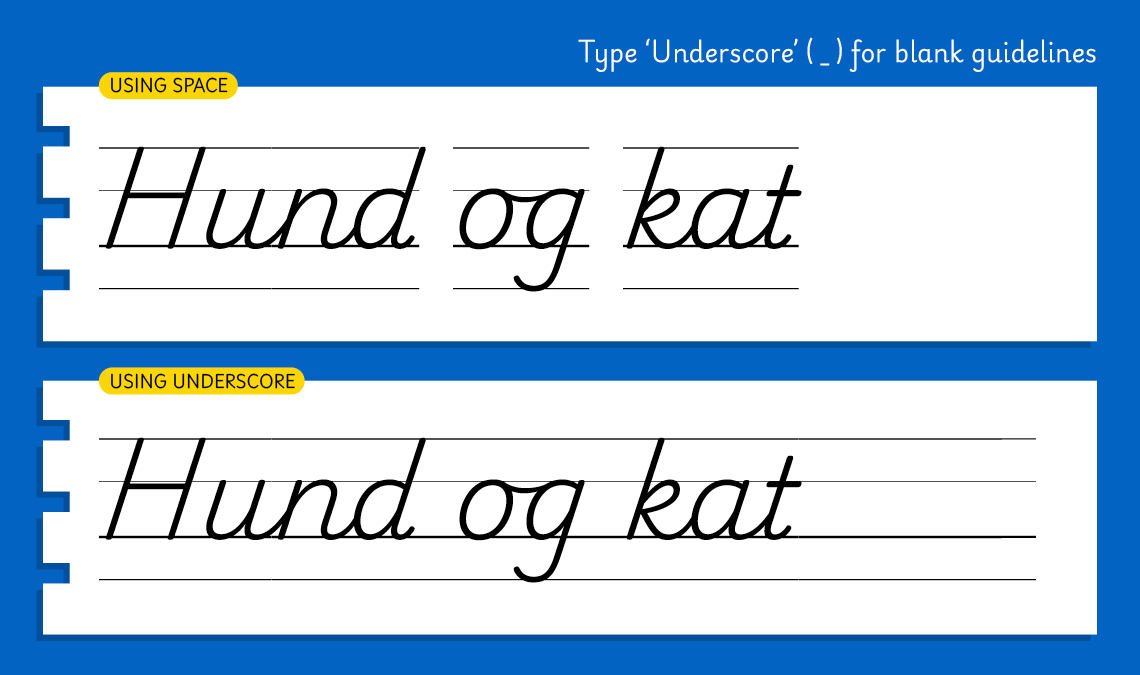 Type ‘Underscore’ ( _ ) for blank guidelines
USING SPACE
Hund og kat
USING UNDERSCORE
Hund og kat